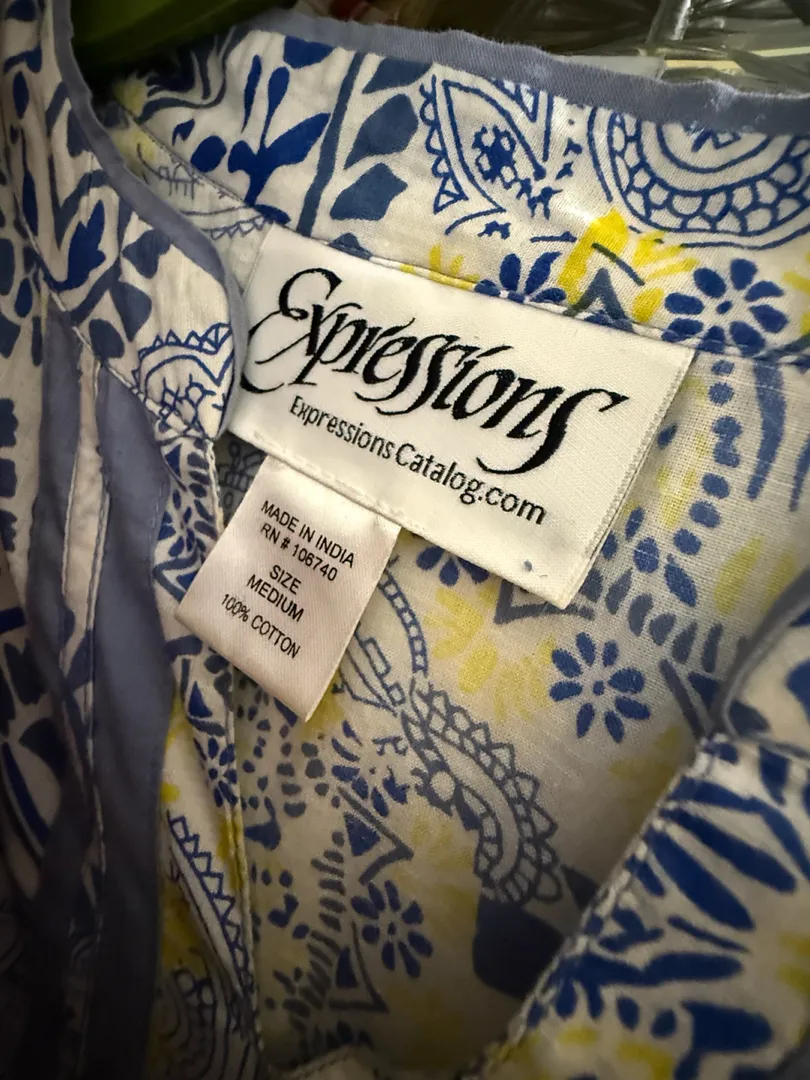 Expressions
ExpressionsCatalog.com
MADE IN INDIA
RN # 106740
SIZE
MEDIUM
100% COTTON